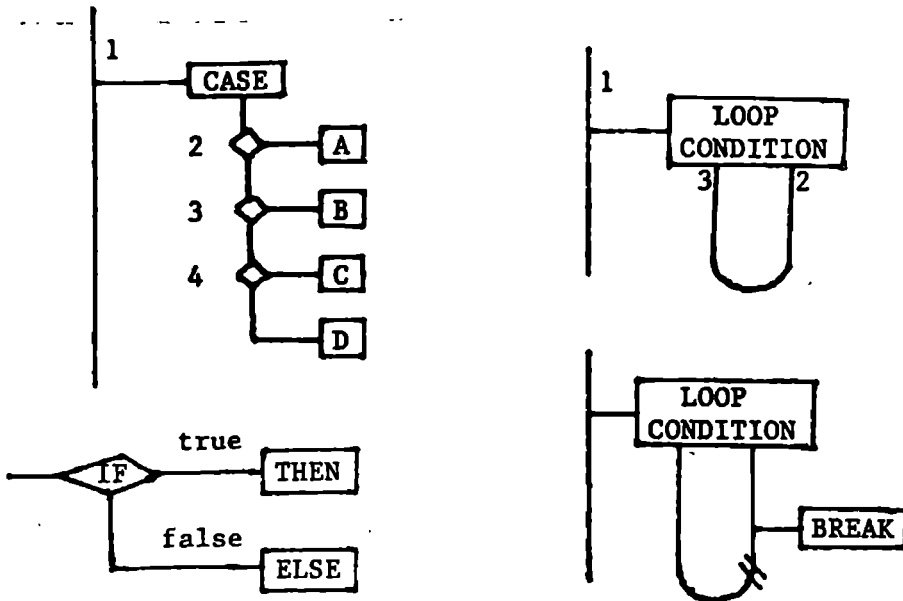 1
CASE
2 A
3 B
4 C
D
true
IF THEN
false
ELSE
1
LOOP
CONDITION
3 2
LOOP
CONDITION
BREAK